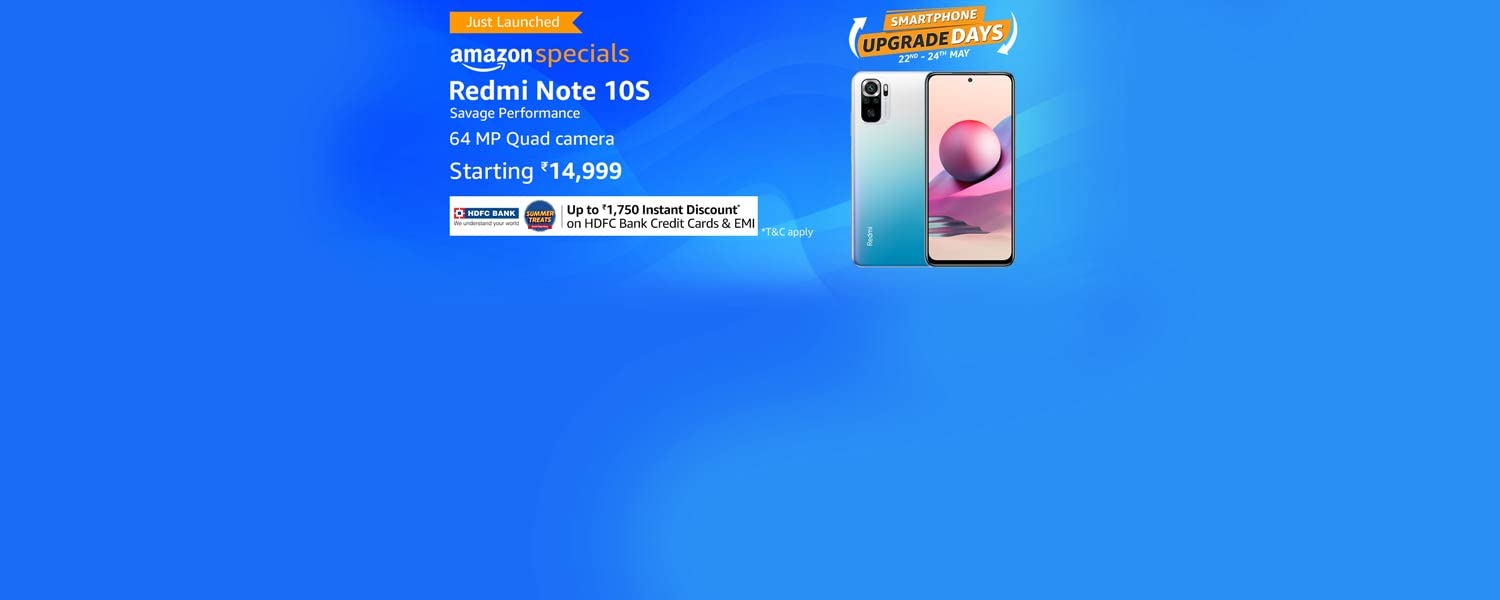 Just Launched
amazon specials
Redmi Note 10S
Savage Performance
64 MP Quad camera
Starting ₹14,999
HDFC BANK
We understand your world
SUMMER
TREATS
Up to ₹1,750 Instant Discount*
on HDFC Bank Credit Cards & EMI
*T&C apply
SMARTPHONE
UPGRADE DAYS
22ND - 24TH MAY
Redmi